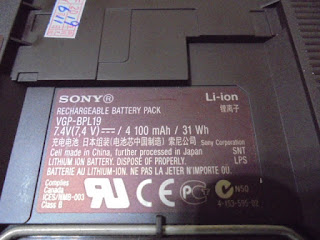 SONY® Li-ion
RECHARGEABLE BATTERY PACK 锂离子
VGP-BPL19
7.4V(7,4 V) / 4 100 mAh / 31 Wh
充电电池 日本组装(电池芯中国制造) 索尼公司 Sony Corporation
Cell made in China, further processed in Japan SNT
LITHIUM ION BATTERY. DISPOSE OF PROPERLY. LPS
BATTERIE AU LITHIUM-ION. NE PAS LA JETER N'IMPORTE OÙ.
Complies
Canada
ICES/NMB-003
Class B
N50